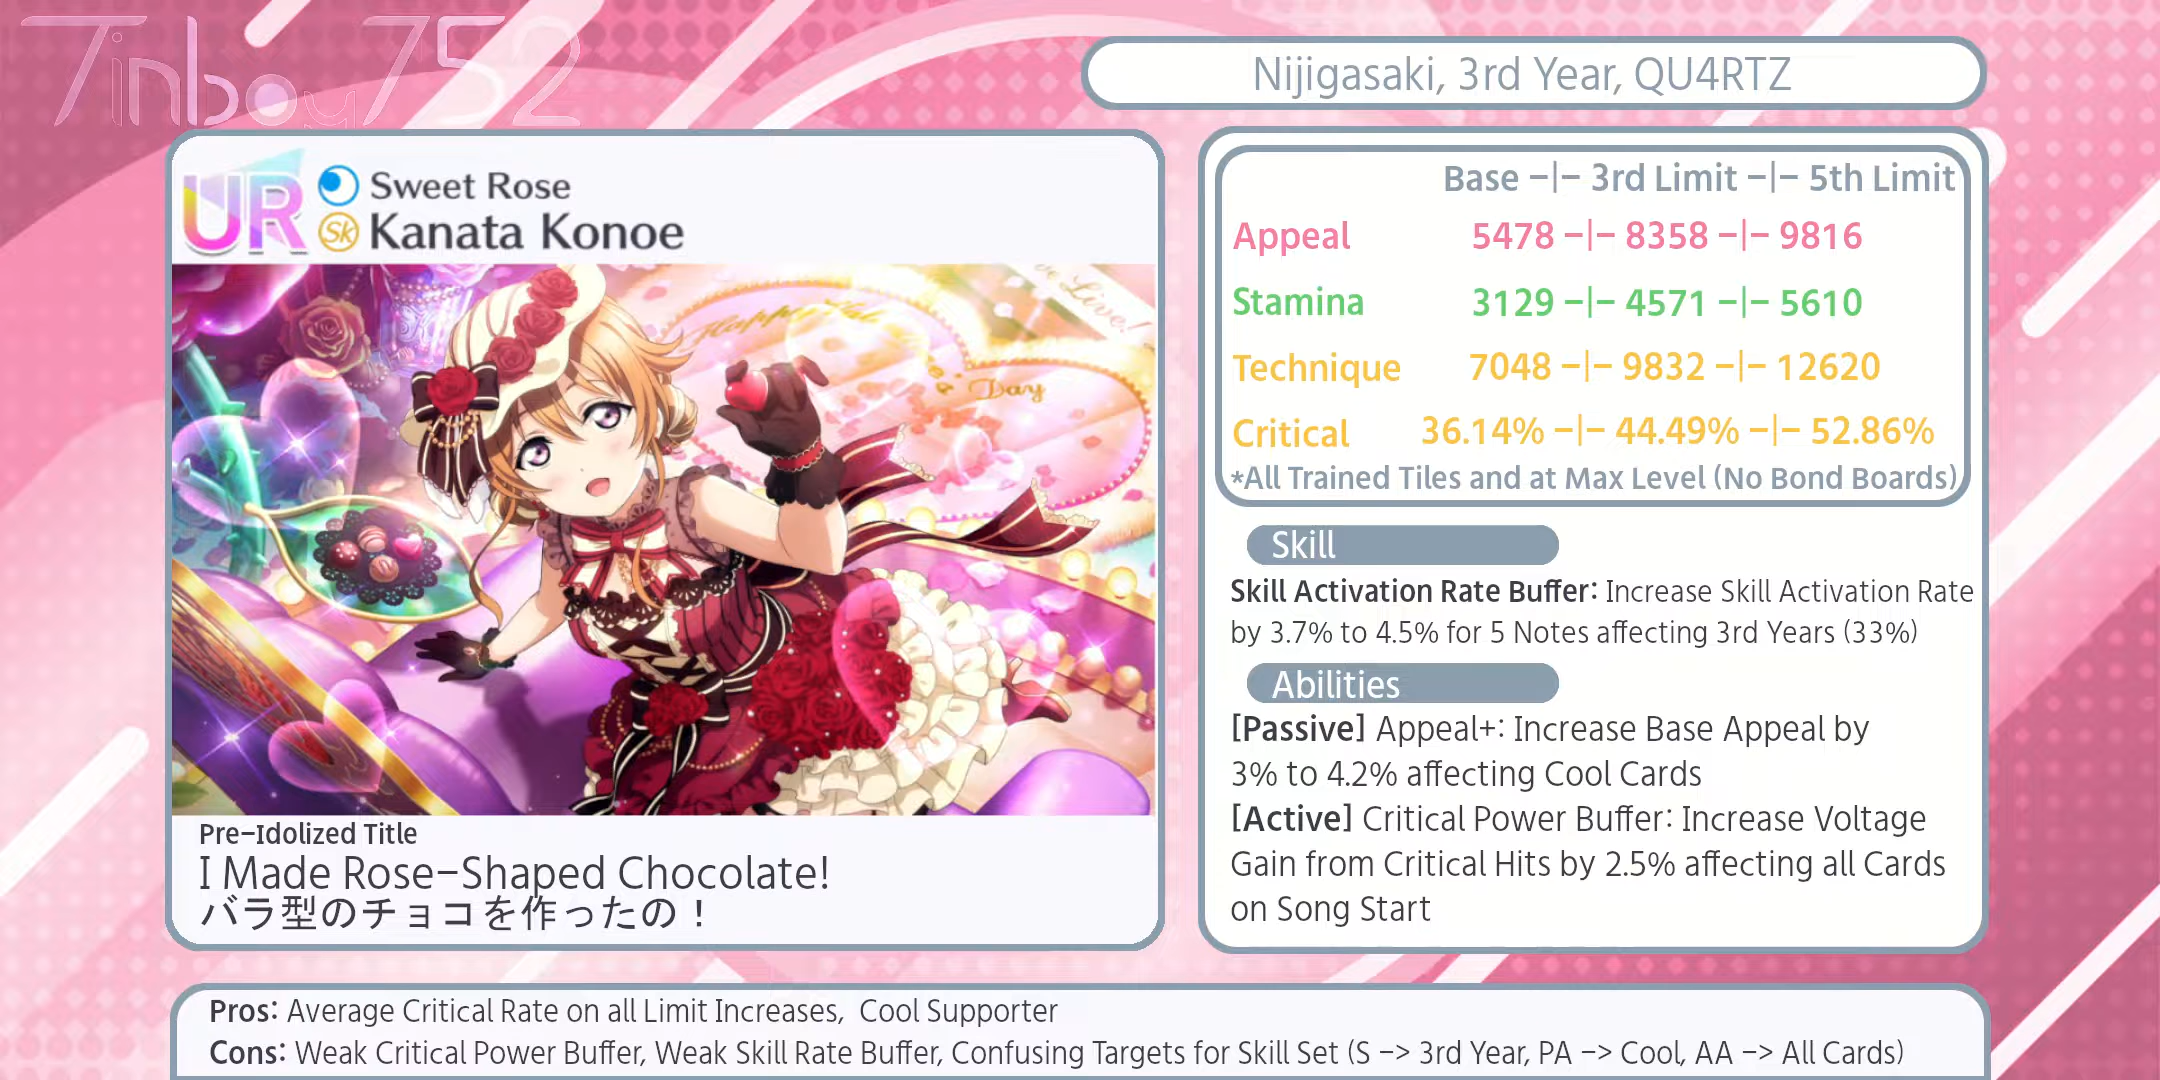 7inboy752
Nijigasaki, 3rd Year, QU4RTZ
UR
Sweet Rose
Sk
Kanata Konoe
ve Live!
Happy Val
Day
Pre-Idolized Title
I Made Rose-Shaped Chocolate!
バラ型のチョコを作ったの！
Base -|- 3rd Limit -|- 5th Limit
Appeal 5478 -|- 8358 -|- 9816
Stamina 3129 -|- 4571 -|- 5610
Technique 7048 -|- 9832 -|- 12620
Critical 36.14% -|- 44.49% -|- 52.86%
*All Trained Tiles and at Max Level (No Bond Boards)
Skill
Skill Activation Rate Buffer: Increase Skill Activation Rate
by 3.7% to 4.5% for 5 Notes affecting 3rd Years (33%)
Abilities
[Passive] Appeal+: Increase Base Appeal by
3% to 4.2% affecting Cool Cards
[Active] Critical Power Buffer: Increase Voltage
Gain from Critical Hits by 2.5% affecting all Cards
on Song Start
Pros: Average Critical Rate on all Limit Increases, Cool Supporter
Cons: Weak Critical Power Buffer, Weak Skill Rate Buffer, Confusing Targets for Skill Set (S -> 3rd Year, PA -> Cool, AA -> All Cards)